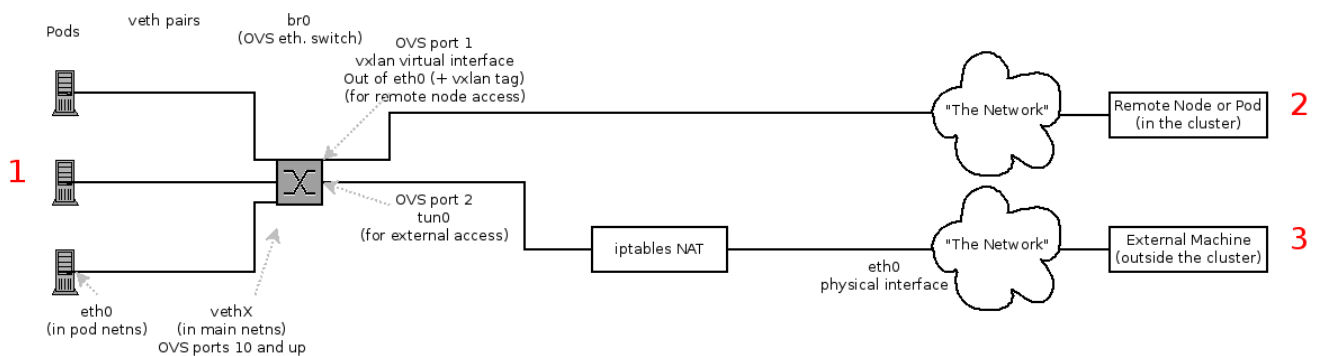 Pods
veth pairs
br0
(OVS eth. switch)
OVS port 1
vxlan virtual interface
Out of eth0 (+ vxlan tag)
(for remote node access)
"The Network"
Remote Node or Pod
(in the cluster)
2
1
OVS port 2
tun0
(for external access)
iptables NAT
eth0
physical interface
"The Network"
External Machine
(outside the cluster)
3
eth0
(in pod netns)
vethX
(in main netns)
OVS ports 10 and up